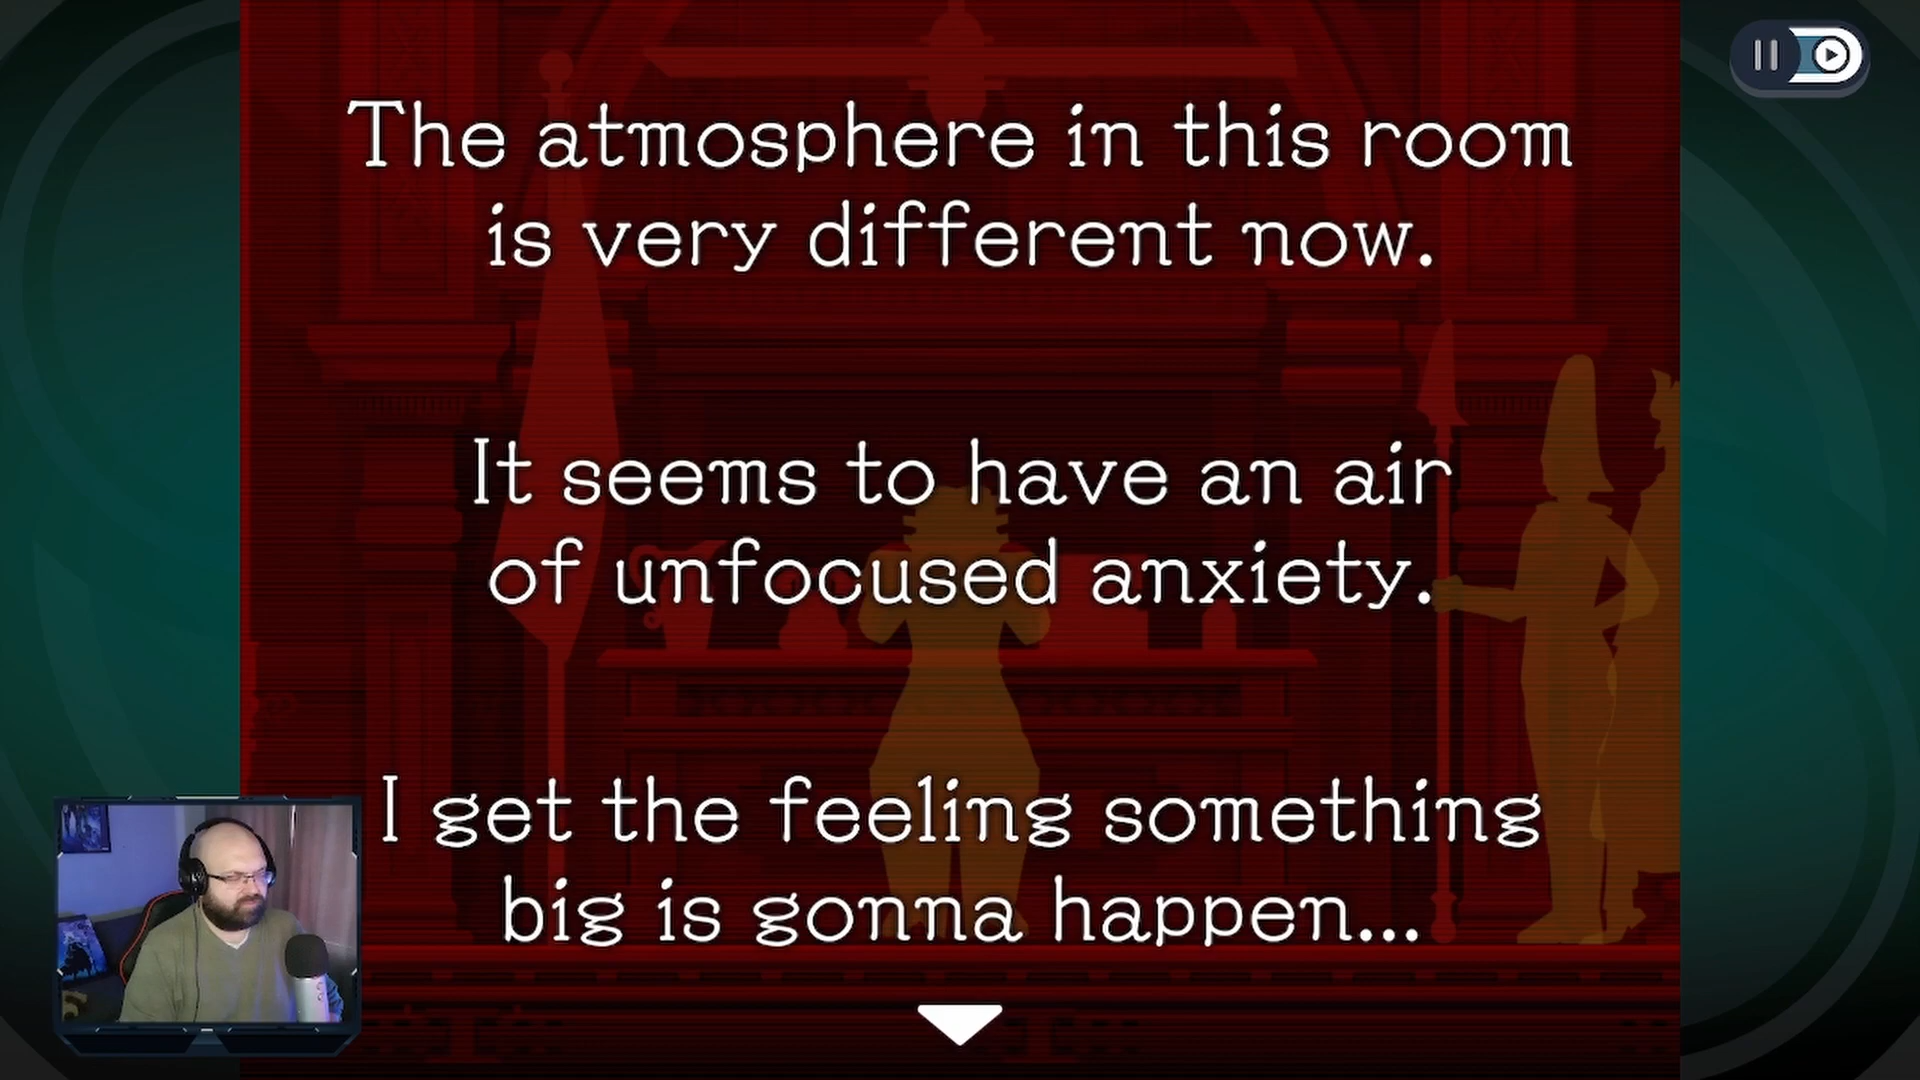 The atmosphere in this room
is very different now.
It seems to have an air
of unfocused anxiety.
I get the feeling something
big is gonna happen...